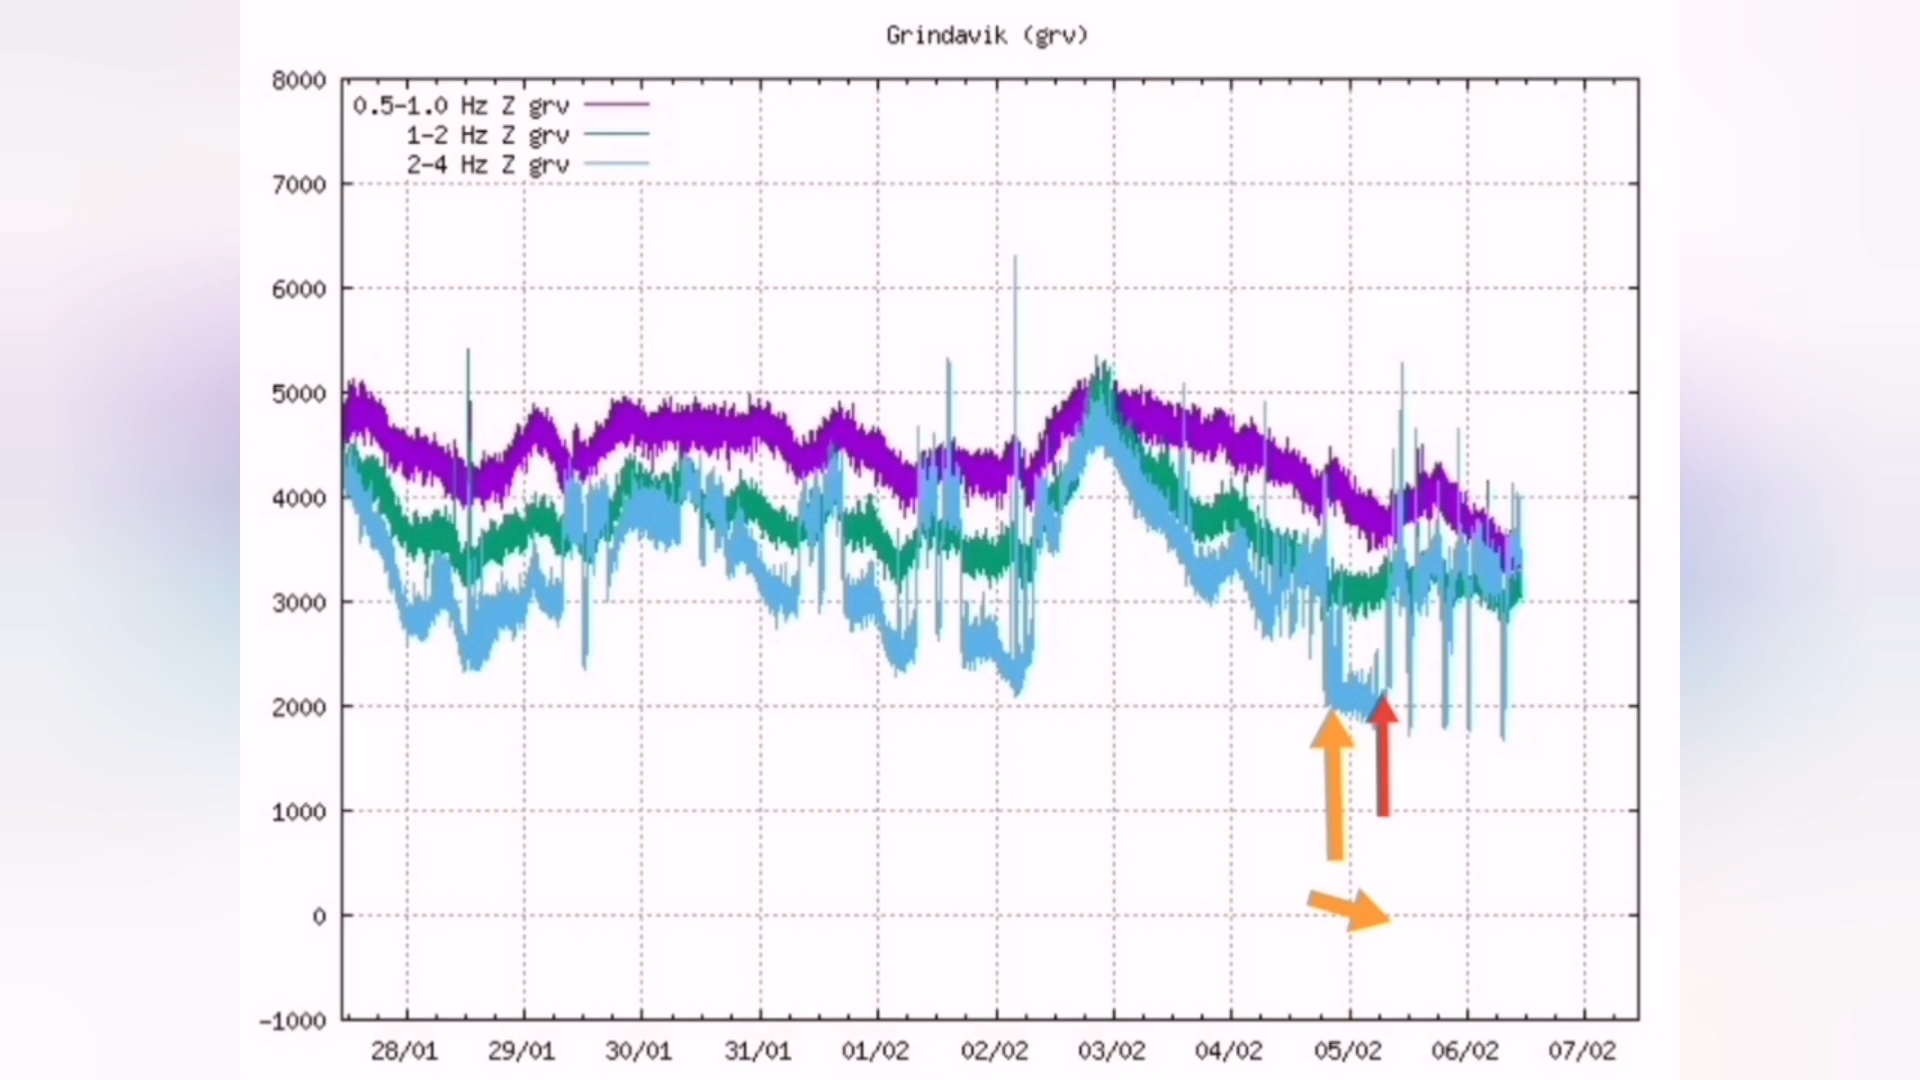 Grindavik (grv)
8000
0.5-1.0 Hz Z grv
1-2 Hz Z grv
2-4 Hz Z grv
7000
6000
5000
4000
3000
2000
1000
0
-1000
28/01 29/01 30/01 31/01 01/02 02/02 03/02 04/02 05/02 06/02 07/02